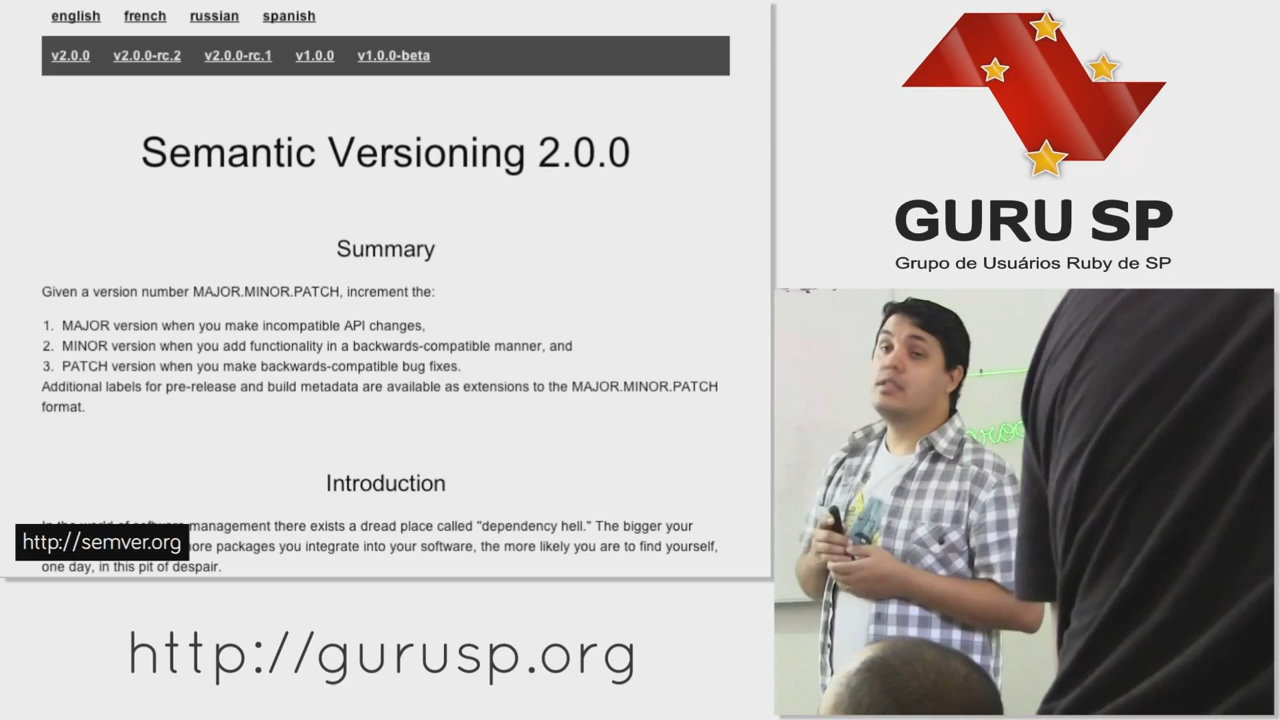 english french russian spanish
v2.0.0 v2.0.0-rc.2 v2.0.0-rc.1 v1.0.0 v1.0.0-beta
Semantic Versioning 2.0.0
Summary
Given a version number MAJOR.MINOR.PATCH, increment the:
1. MAJOR version when you make incompatible API changes,
2. MINOR version when you add functionality in a backwards-compatible manner, and
3. PATCH version when you make backwards-compatible bug fixes.
Additional labels for pre-release and build metadata are available as extensions to the MAJOR.MINOR.PATCH
format.
Introduction
In the world of software management there exists a dread place called "dependency hell." The bigger your
http://semver.org
packages you integrate into your software, the more likely you are to find yourself,
one day, in this pit of despair.
http://gurusp.org
GURU SP
Grupo de Usuários Ruby de SP